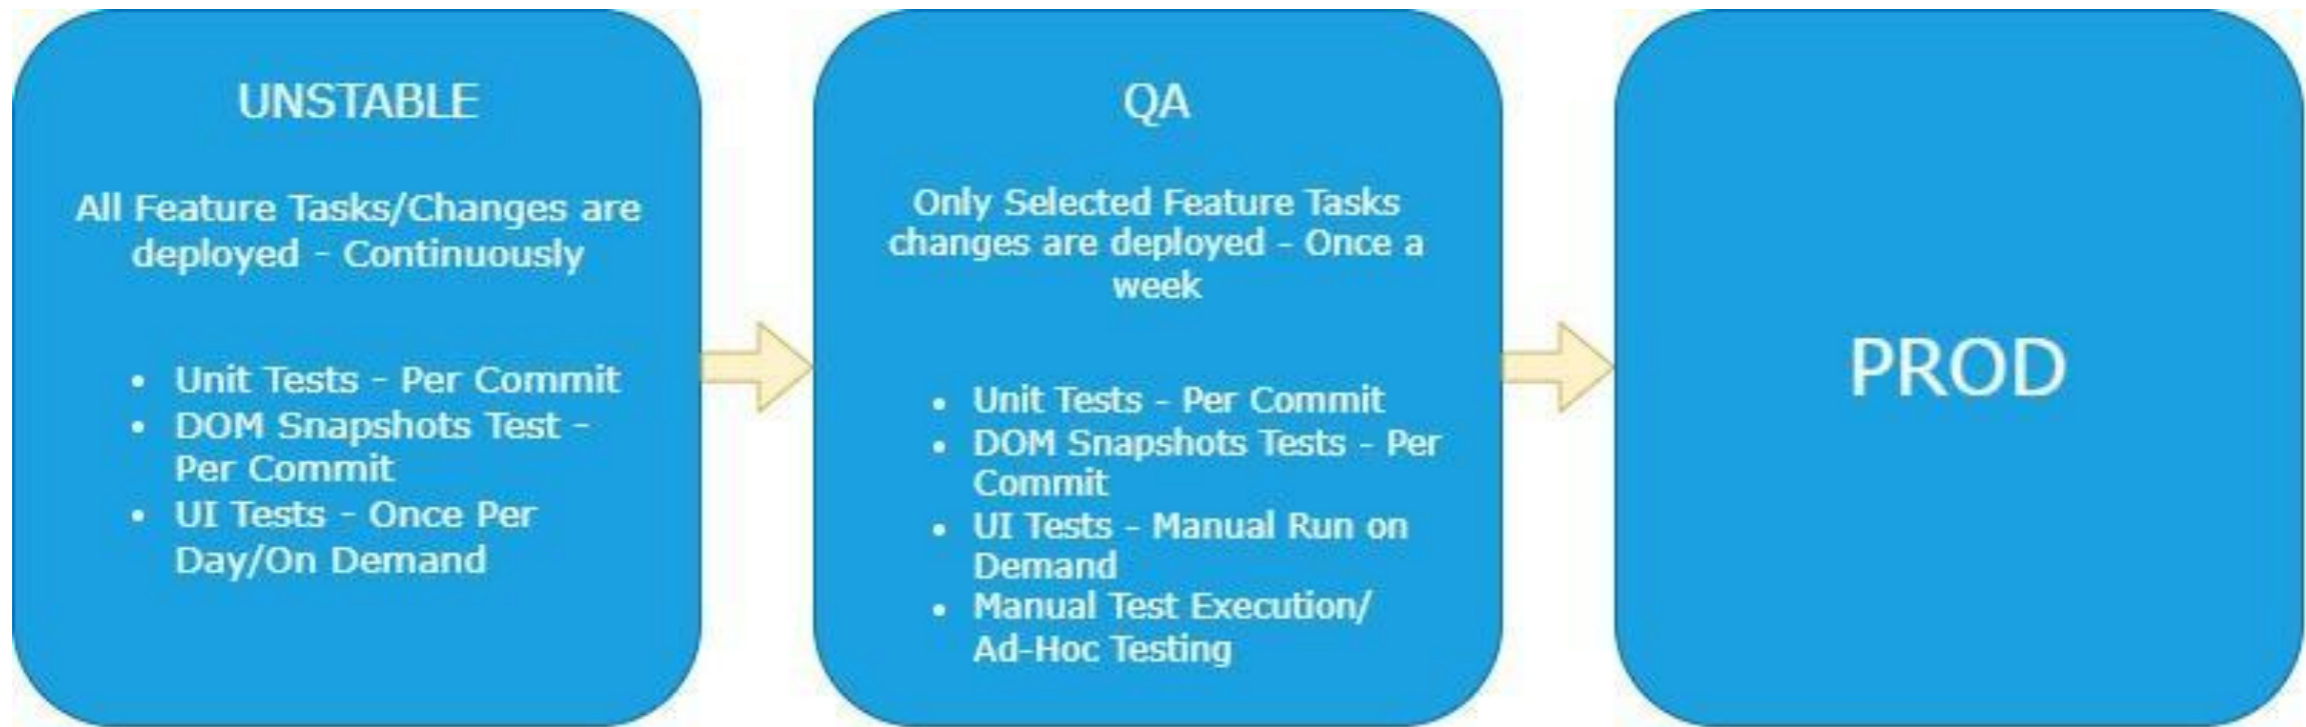 UNSTABLE
All Feature Tasks/Changes are
deployed - Continuously
• Unit Tests - Per Commit
• DOM Snapshots Test -
Per Commit
• UI Tests - Once Per
Day/On Demand
QA
Only Selected Feature Tasks
changes are deployed - Once a
week
• Unit Tests - Per Commit
• DOM Snapshots Tests - Per
Commit
• UI Tests - Manual Run on
Demand
• Manual Test Execution/
Ad-Hoc Testing
PROD